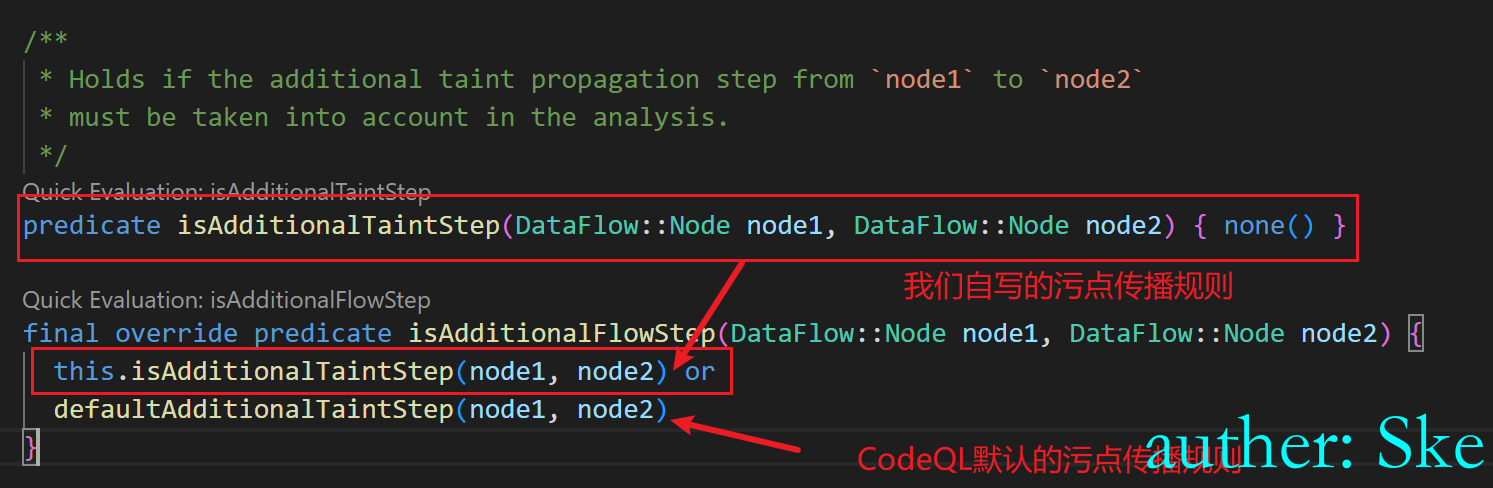 /**
 * Holds if the additional taint propagation step from `node1` to `node2`
 * must be taken into account in the analysis.
 */
Quick Evaluation: isAdditionalTaintStep
predicate isAdditionalTaintStep(DataFlow::Node node1, DataFlow::Node node2) { none() }
我们自写的污点传播规则
Quick Evaluation: isAdditionalFlowStep
final override predicate isAdditionalFlowStep(DataFlow::Node node1, DataFlow::Node node2) {
this.isAdditionalTaintStep(node1, node2) or
defaultAdditionalTaintStep(node1, node2)
}
CodeQL默认的污点传播规则
auther: Ske